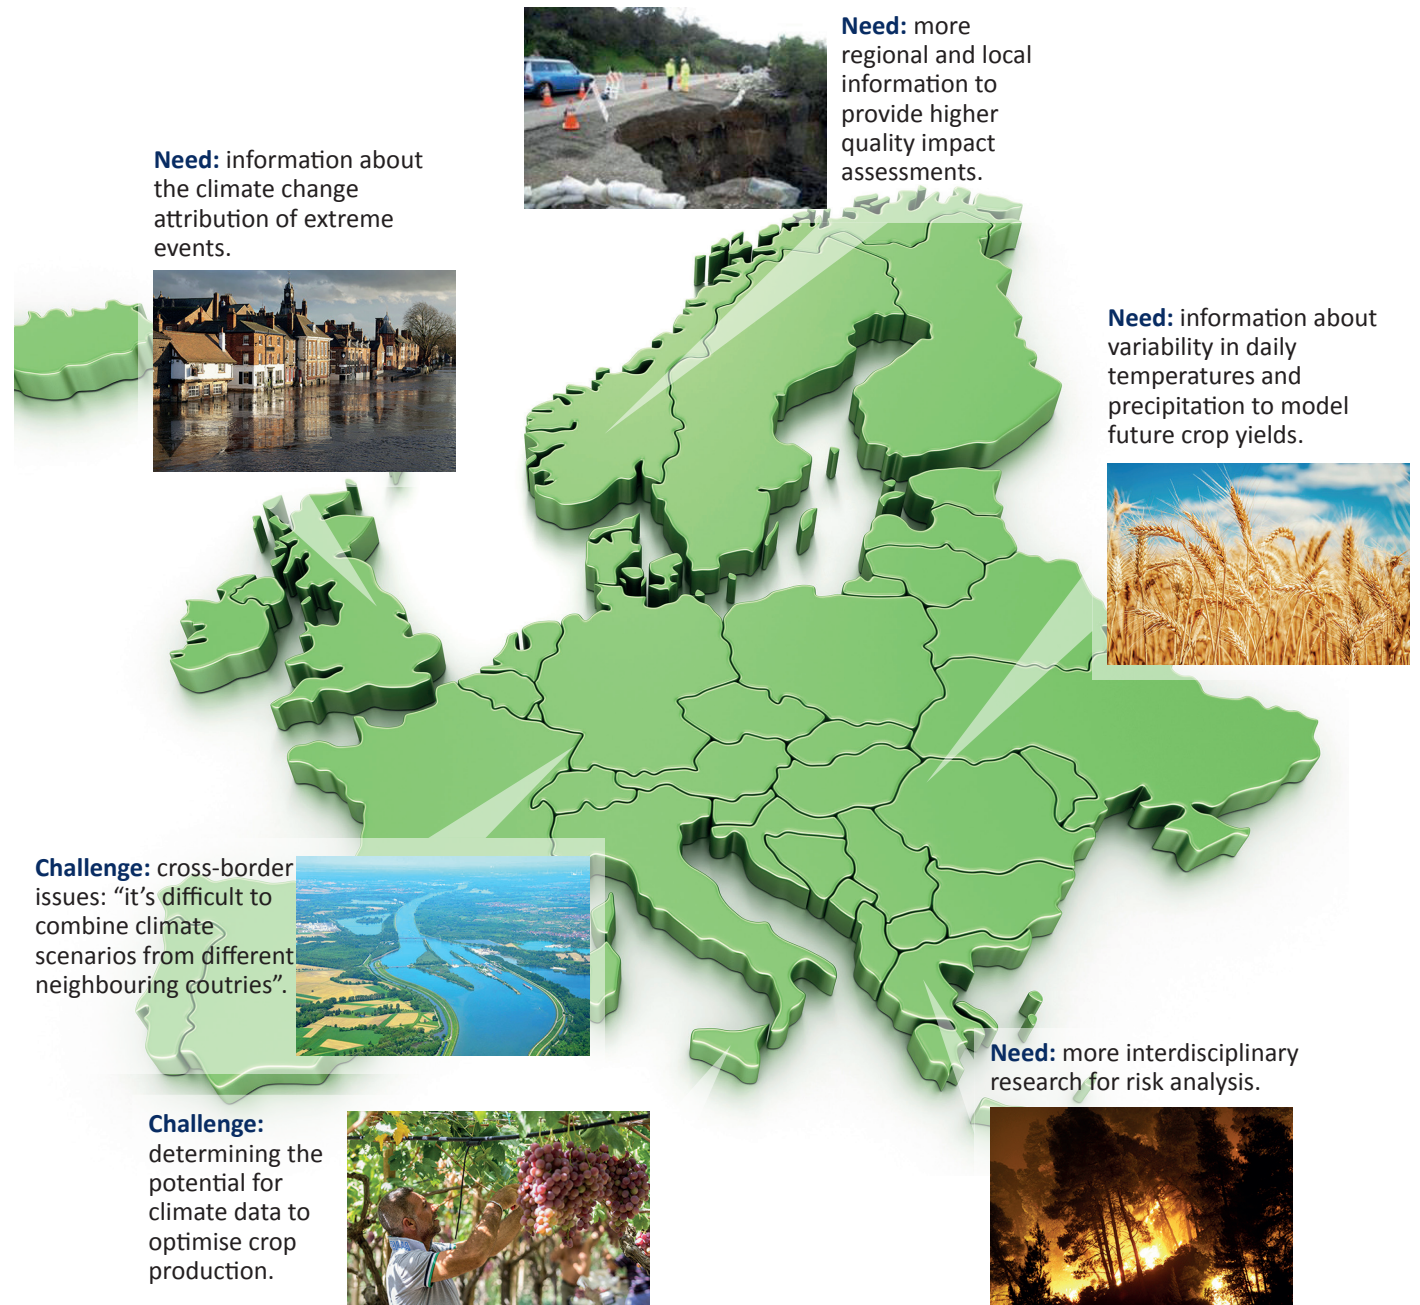 Need: more
regional and local
information to
provide higher
quality impact
assessments.
Need: information about
the climate change
attribution of extreme
events.
Need: information about
variability in daily
temperatures and
precipitation to model
future crop yields.
Challenge: cross-border
issues: “it’s difficult to
combine climate
scenarios from different
neighbouring coutries”.
Need: more interdisciplinary
research for risk analysis.
Challenge:
determining the
potential for
climate data to
optimise crop
production.